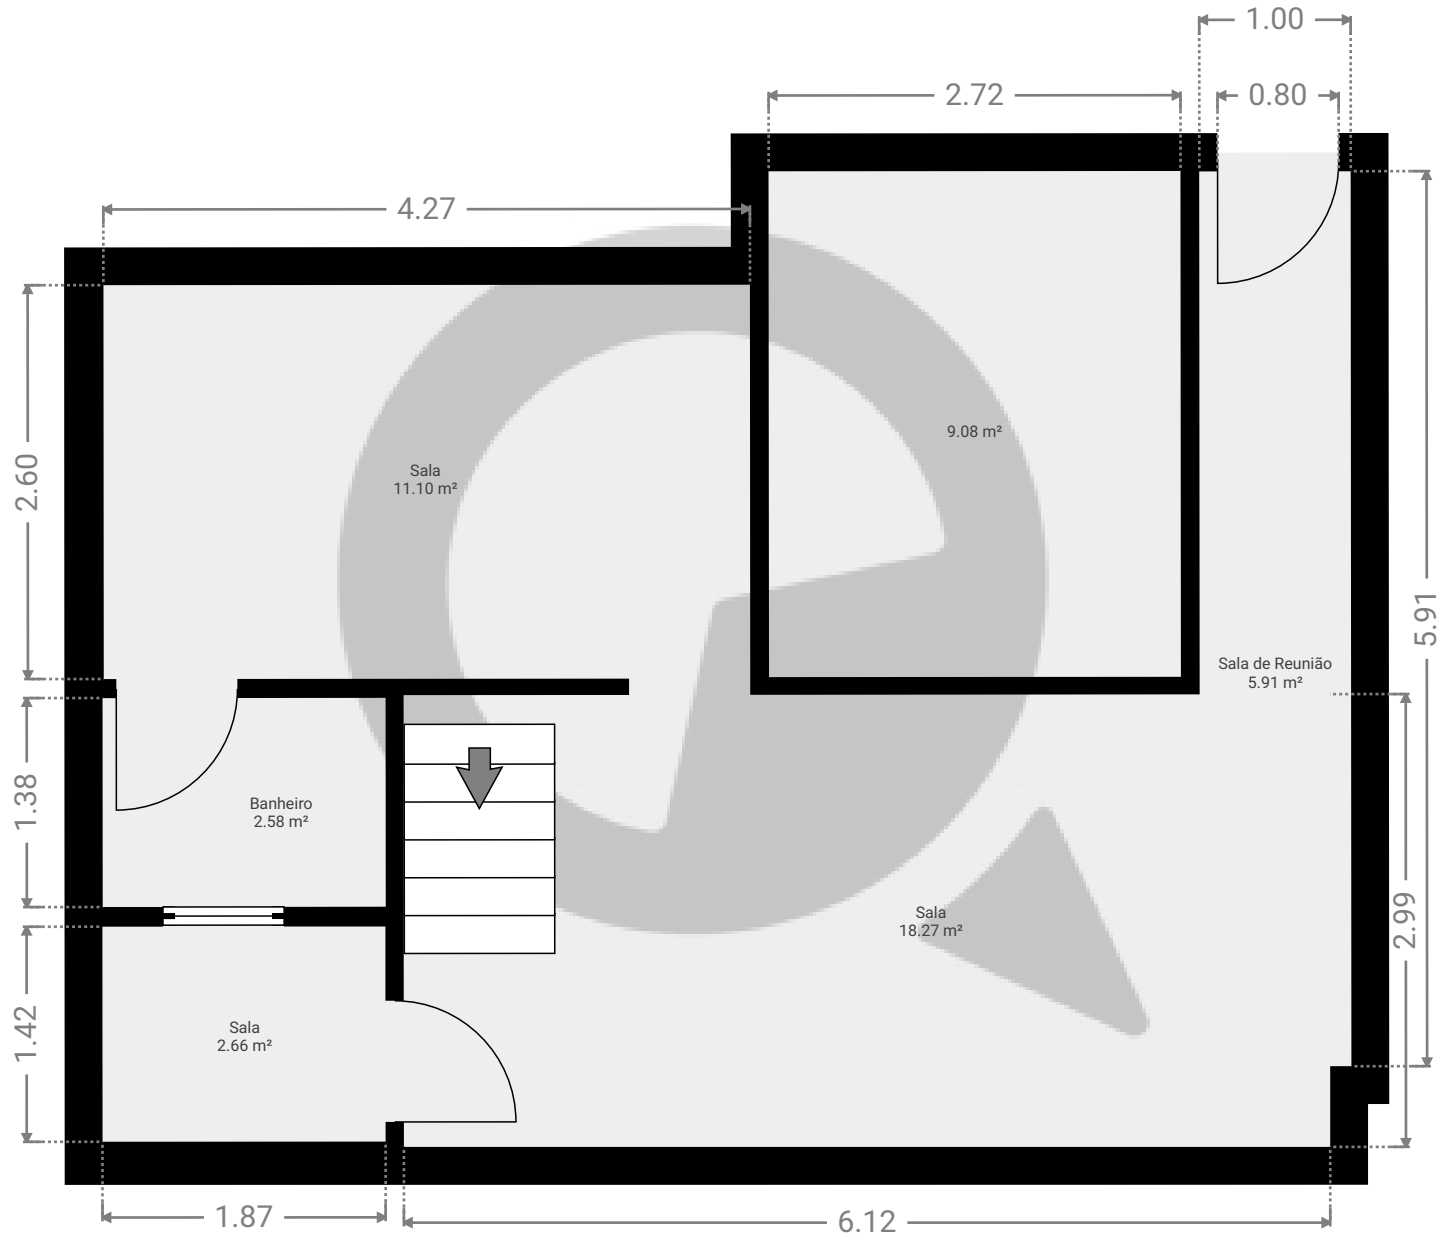 1.00
2.72
0.80
4.27
2.60
9.08 m²
Sala
11.10 m²
5.91
Sala de Reunião
5.91 m²
1.38
Banheiro
2.58 m²
2.99
Sala
18.27 m²
1.42
Sala
2.66 m²
1.87
6.12